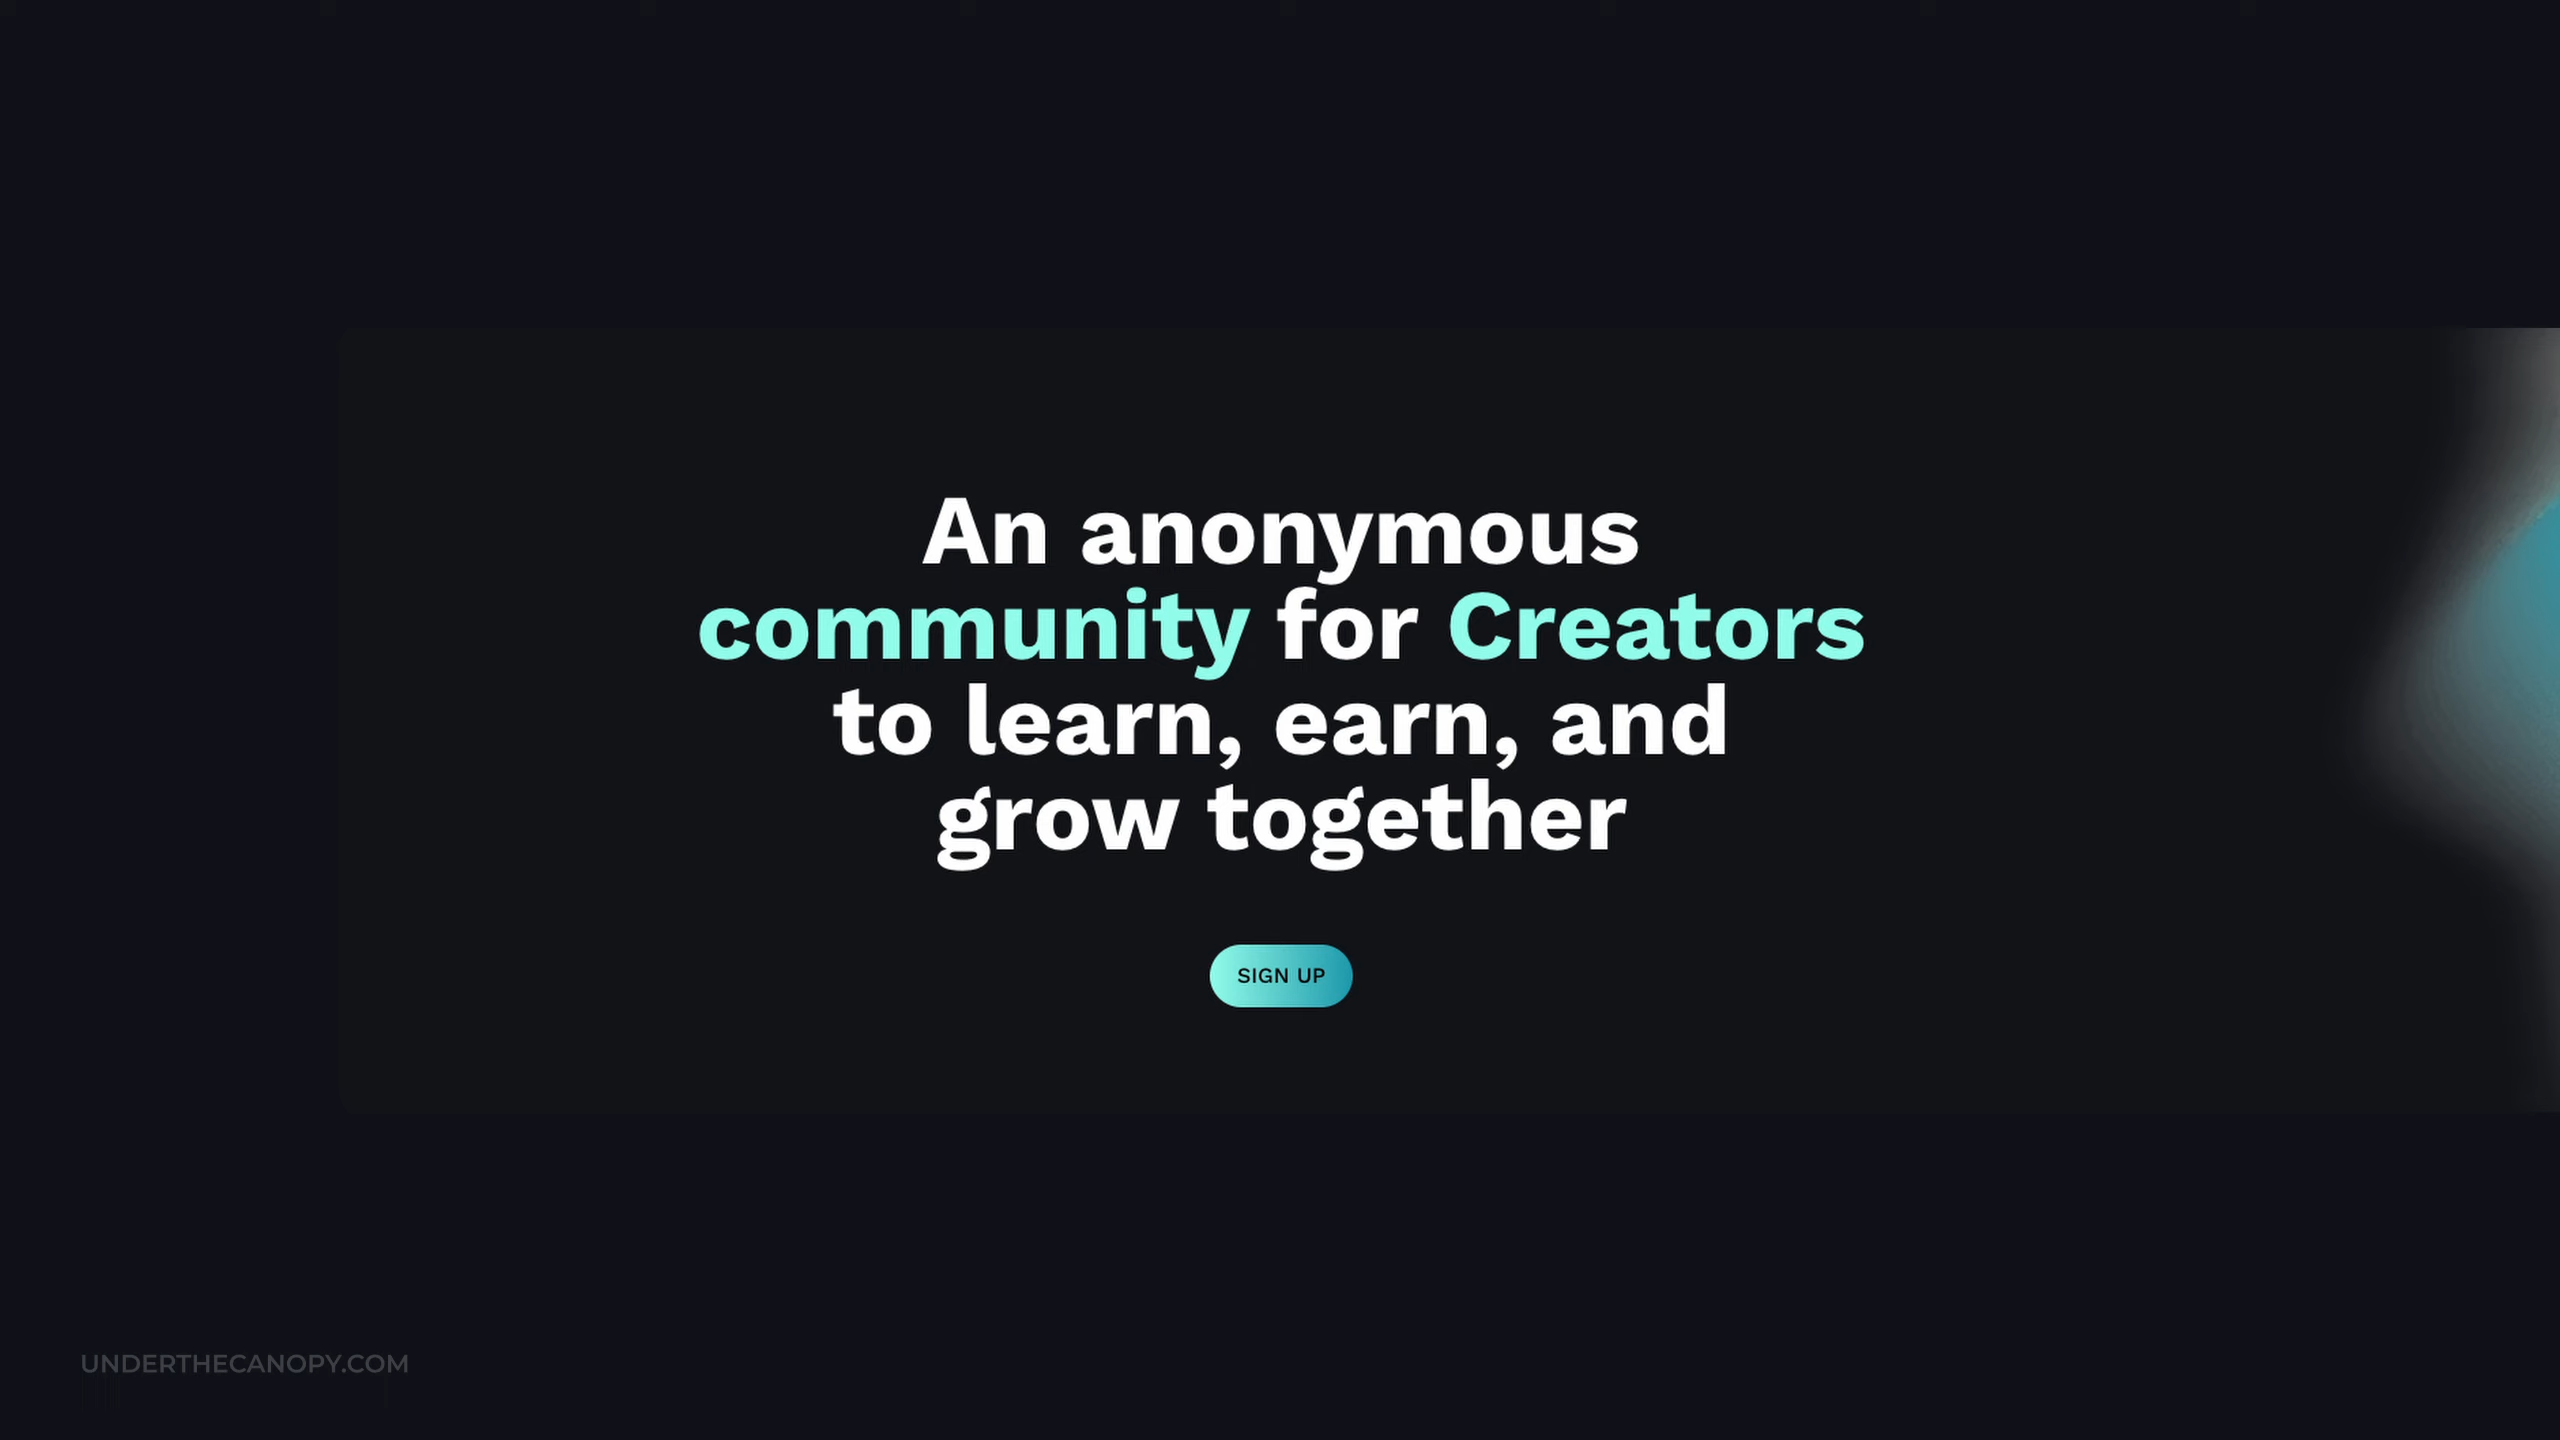 An anonymous
community for Creators
to learn, earn, and
grow together
SIGN UP
UNDERTHECANOPY.COM